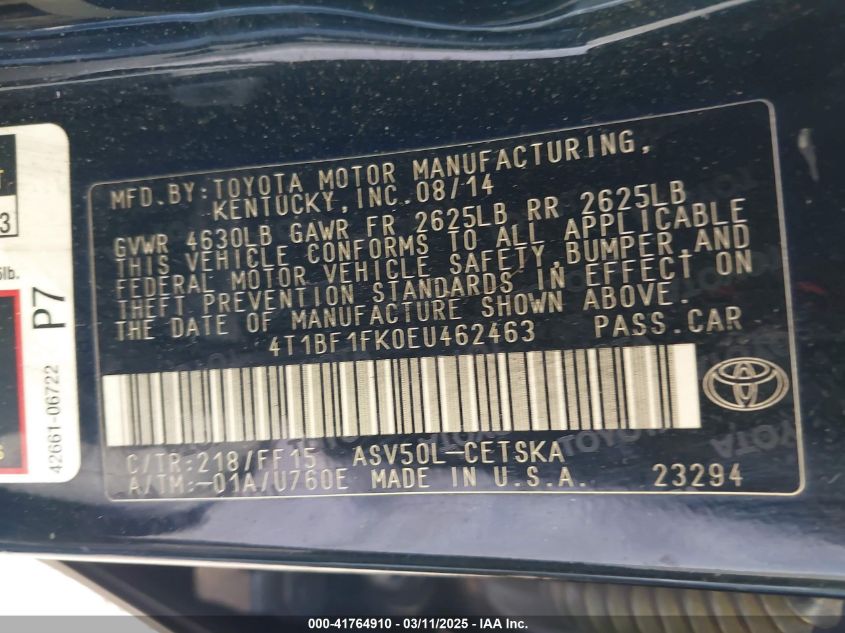 MFD.BY:TOYOTA MOTOR MANUFACTURING,
KENTUCKY,INC.08/14
GVWR 4630LB GAWR FR 2625LB RR 2625LB
THIS VEHICLE CONFORMS TO ALL APPLICABLE
FEDERAL MOTOR VEHICLE SAFETY,BUMPER,AND
THEFT PREVENTION STANDARDS IN EFFECT ON
THE DATE OF MANUFACTURE SHOWN ABOVE.
4T1BF1FK0EU462463 PASS.CAR
C/TR:218/FF15 ASV50L-CETSKA
A/TM:-01A/U760E MADE IN U.S.A. 23294
3
lb.
P7
42661-06722
000-41764910 - 03/11/2025 - © IAA, Inc.